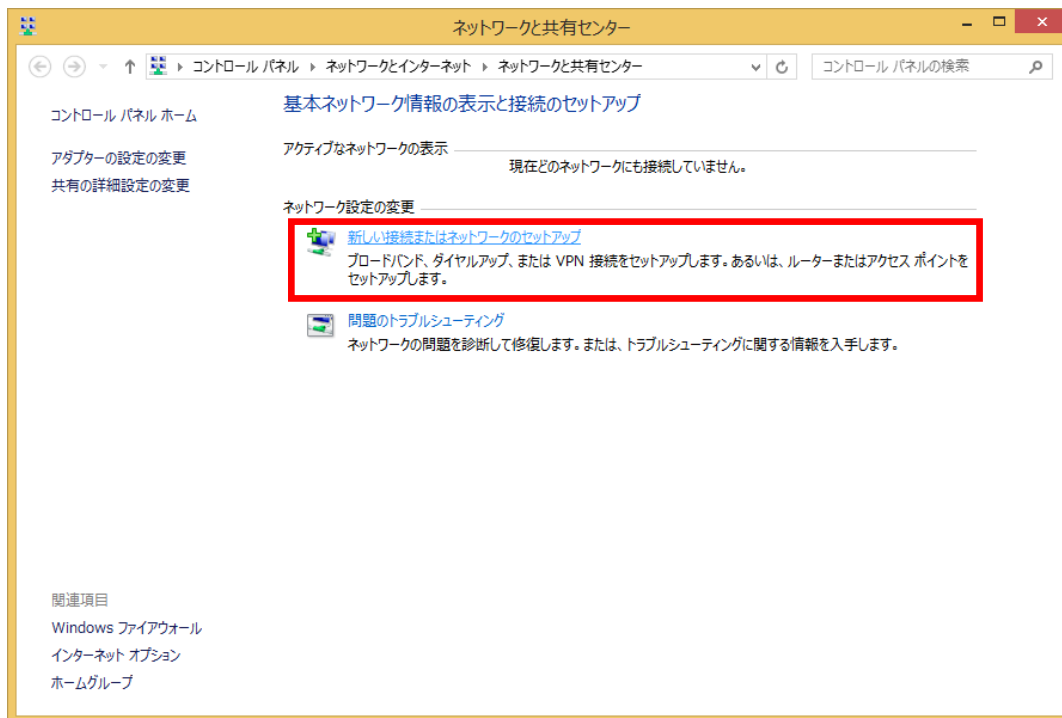 ネットワークと共有センター
コントロール パネル ネットワークとインターネット ネットワークと共有センター
コントロール パネルの検索
コントロール パネル ホーム
アダプターの設定の変更
共有の詳細設定の変更
基本ネットワーク情報の表示と接続のセットアップ
アクティブなネットワークの表示
現在どのネットワークにも接続していません。
ネットワーク設定の変更
新しい接続またはネットワークのセットアップ
ブロードバンド、ダイヤルアップ、または VPN 接続をセットアップします。あるいは、ルーターまたはアクセス ポイントを
セットアップします。
問題のトラブルシューティング
ネットワークの問題を診断して修復します。または、トラブルシューティングに関する情報を入手します。
関連項目
Windows ファイアウォール
インターネット オプション
ホームグループ